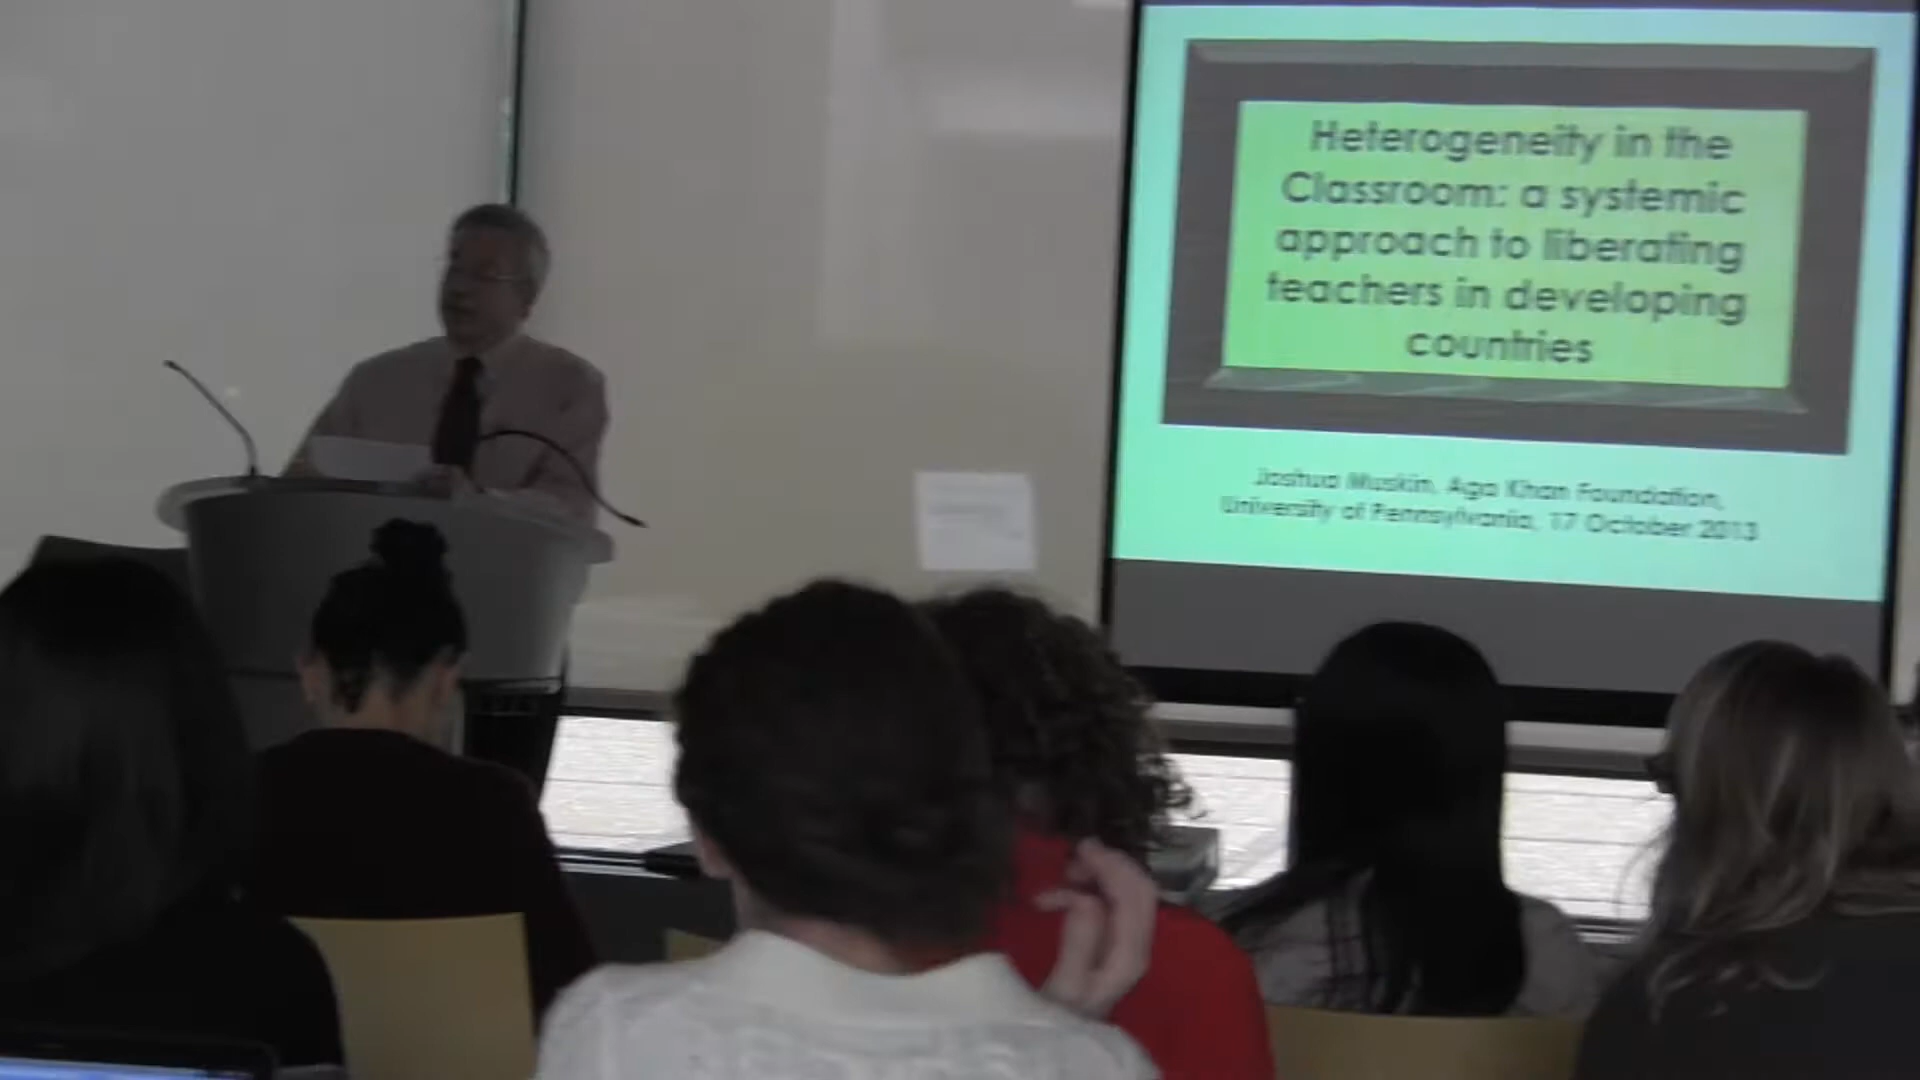 Heterogeneity in the
Classroom: a systemic
approach to liberating
teachers in developing
countries
Joshua Muskin, Aga Khan Foundation,
University of Pennsylvania, 17 October 2013